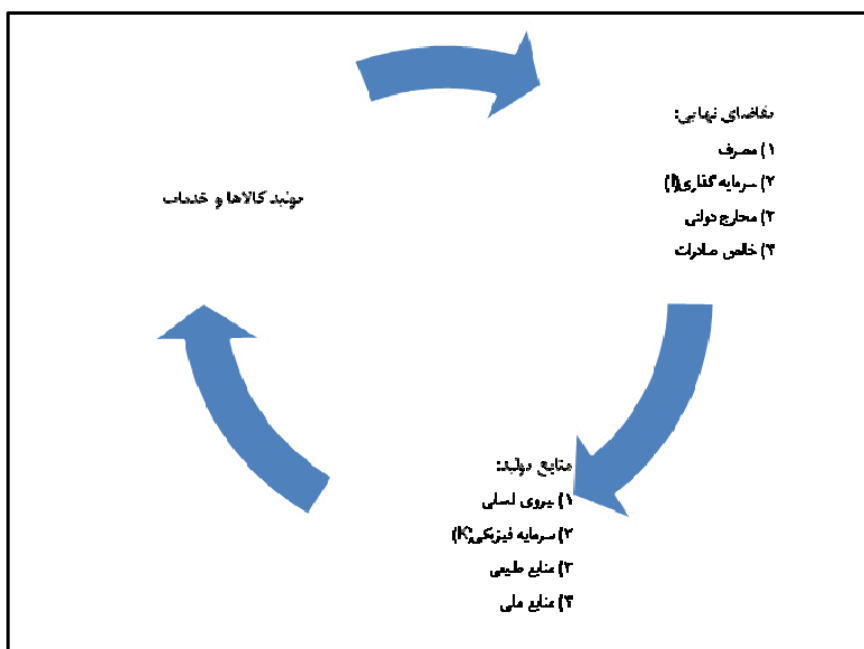 تقاضای نهایی:
۱) مصرف
۲) سرمایه گذاری(I)
۳) مخارج دولتی
۴) خالص صادرات
تولید کالاها و خدمات
منابع تولید:
۱) نیروی انسانی
۲) سرمایه فیزیکی(K)
۳) منابع طبیعی
۴) منابع ملی